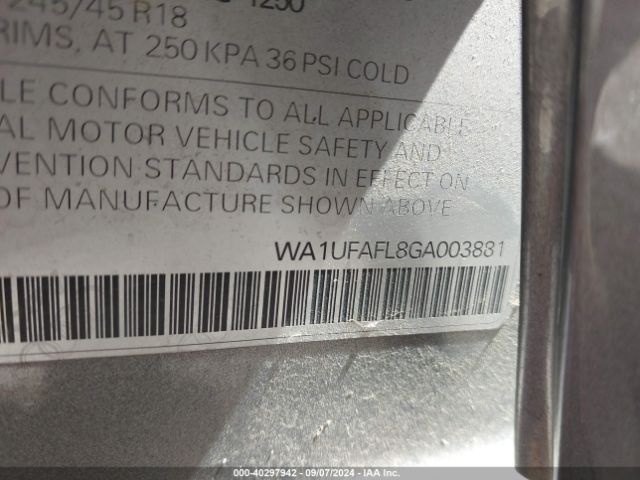 1250
245/45 R18
RIMS, AT 250 KPA 36 PSI COLD
LE CONFORMS TO ALL APPLICABLE
AL MOTOR VEHICLE SAFETY AND
VENTION STANDARDS IN EFFECT ON
OF MANUFACTURE SHOWN ABOVE
WA1UFAFL8GA003881
000-40297942 - 09/07/2024 - IAA Inc.